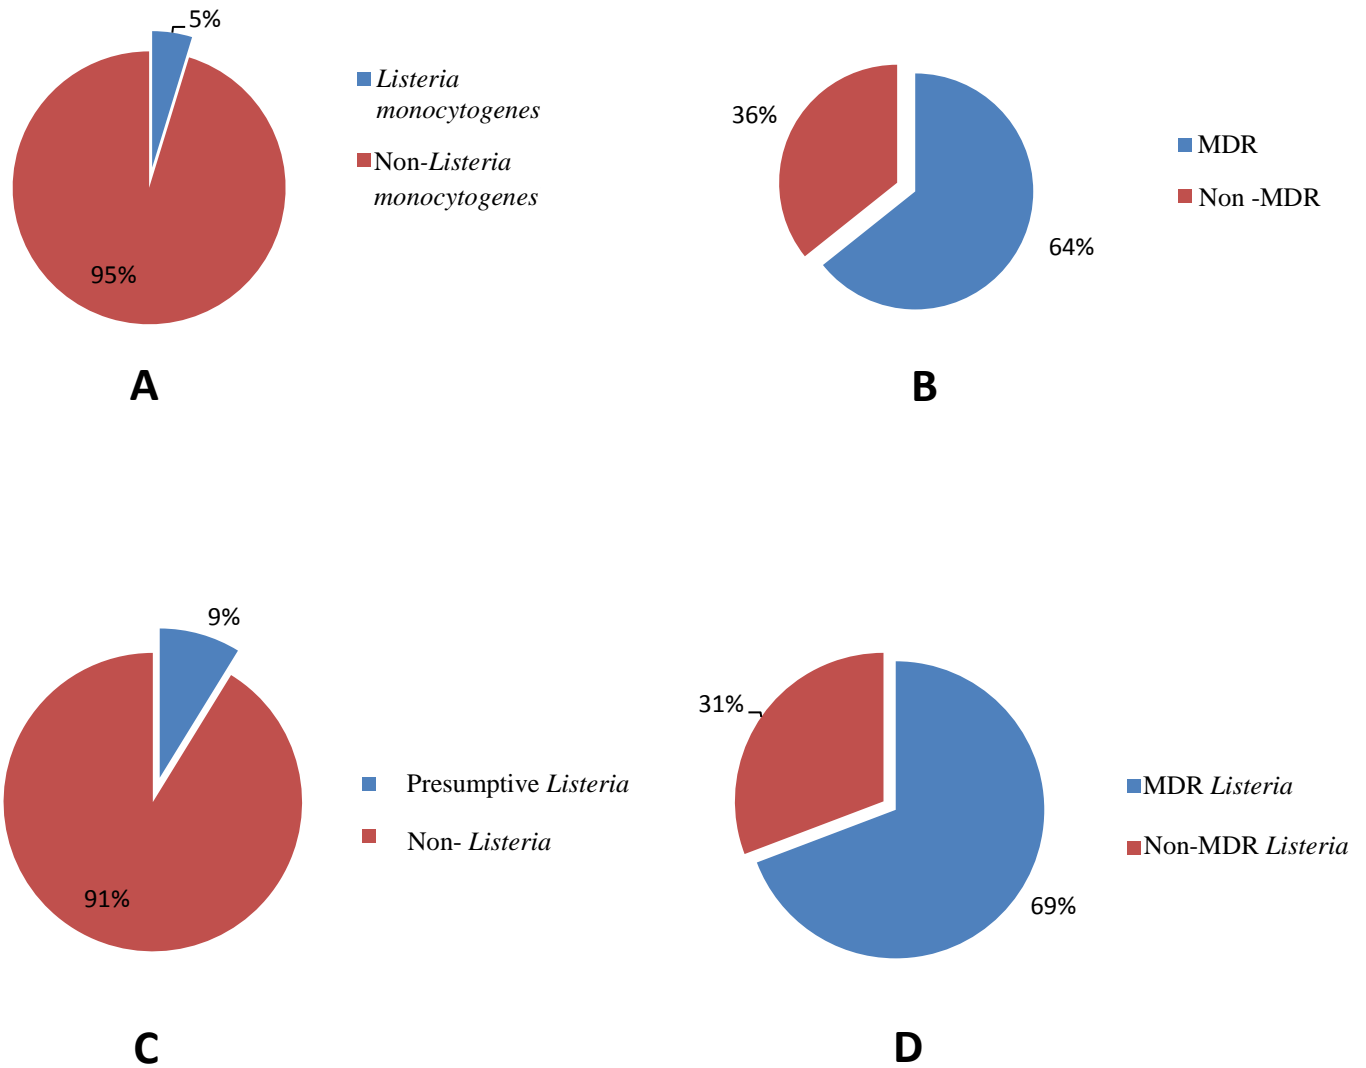 5%
Listeria
monocytogenes
Non-Listeria
monocytogenes
95%
A
36%
MDR
Non -MDR
64%
B
9%
Presumptive Listeria
Non- Listeria
91%
C
31%
MDR Listeria
Non-MDR Listeria
69%
D